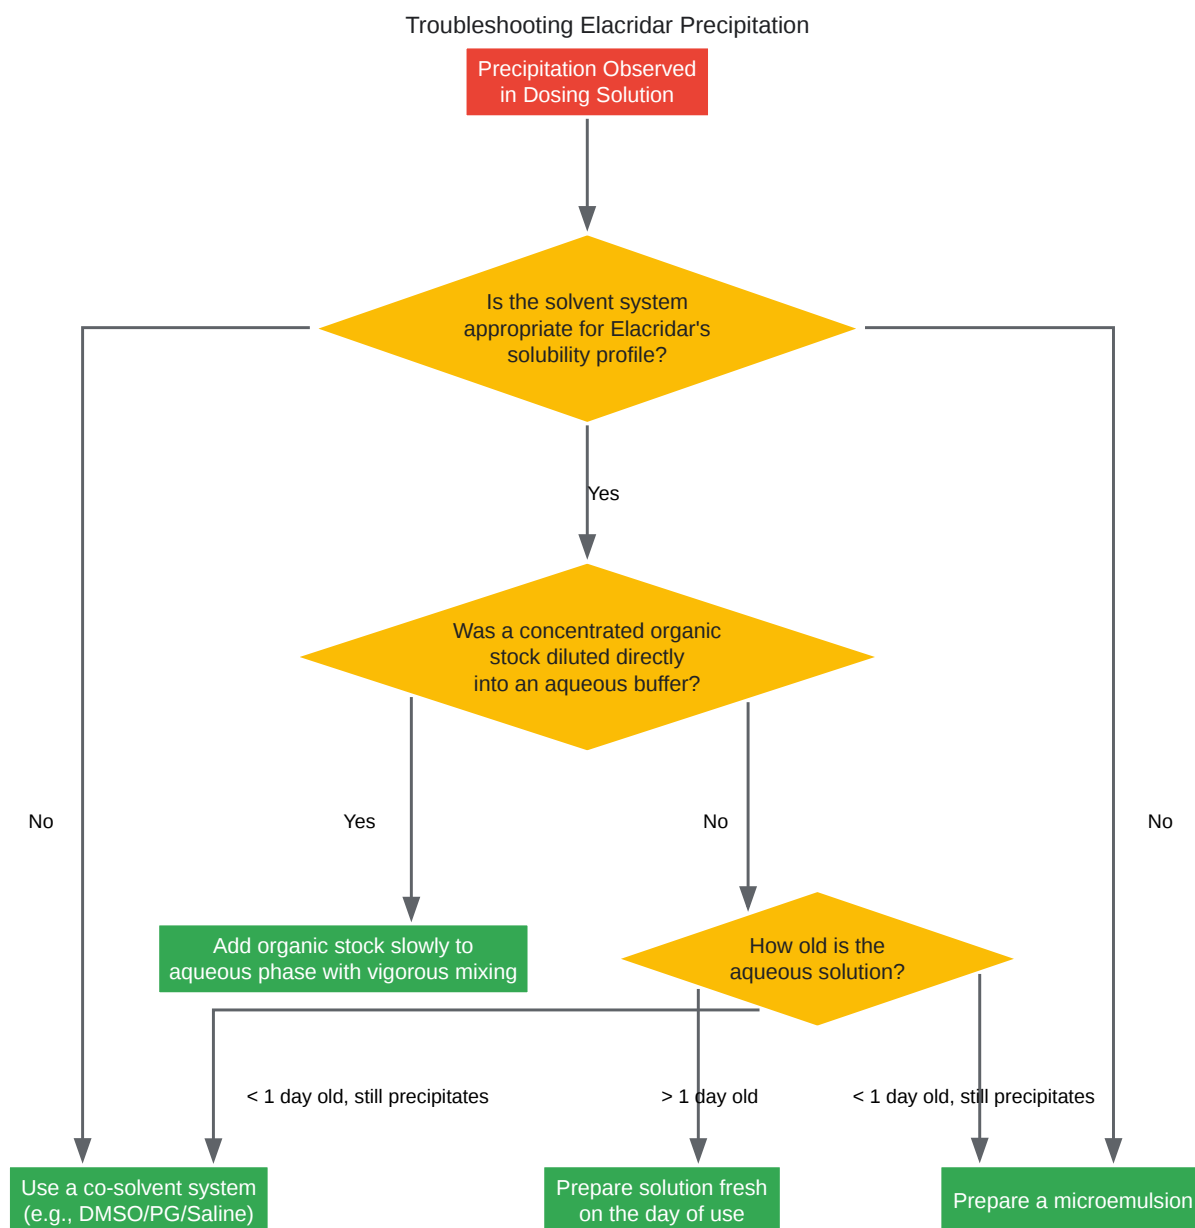 Troubleshooting Elacridar Precipitation
Precipitation Observed
in Dosing Solution
Is the solvent system
appropriate for Elacridar's
solubility profile?
Yes
Was a concentrated organic
stock diluted directly
into an aqueous buffer?
No
Yes
No
No
Add organic stock slowly to
aqueous phase with vigorous mixing
How old is the
aqueous solution?
< 1 day old, still precipitates
> 1 day old
< 1 day old, still precipitates
Use a co-solvent system
(e.g., DMSO/PG/Saline)
Prepare solution fresh
on the day of use
Prepare a microemulsion